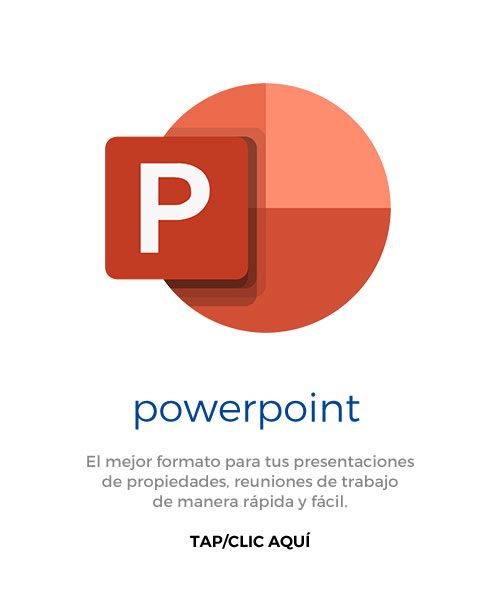 P
powerpoint
El mejor formato para tus presentaciones
de propiedades, reuniones de trabajo
de manera rápida y fácil.
TAP/CLIC AQUÍ